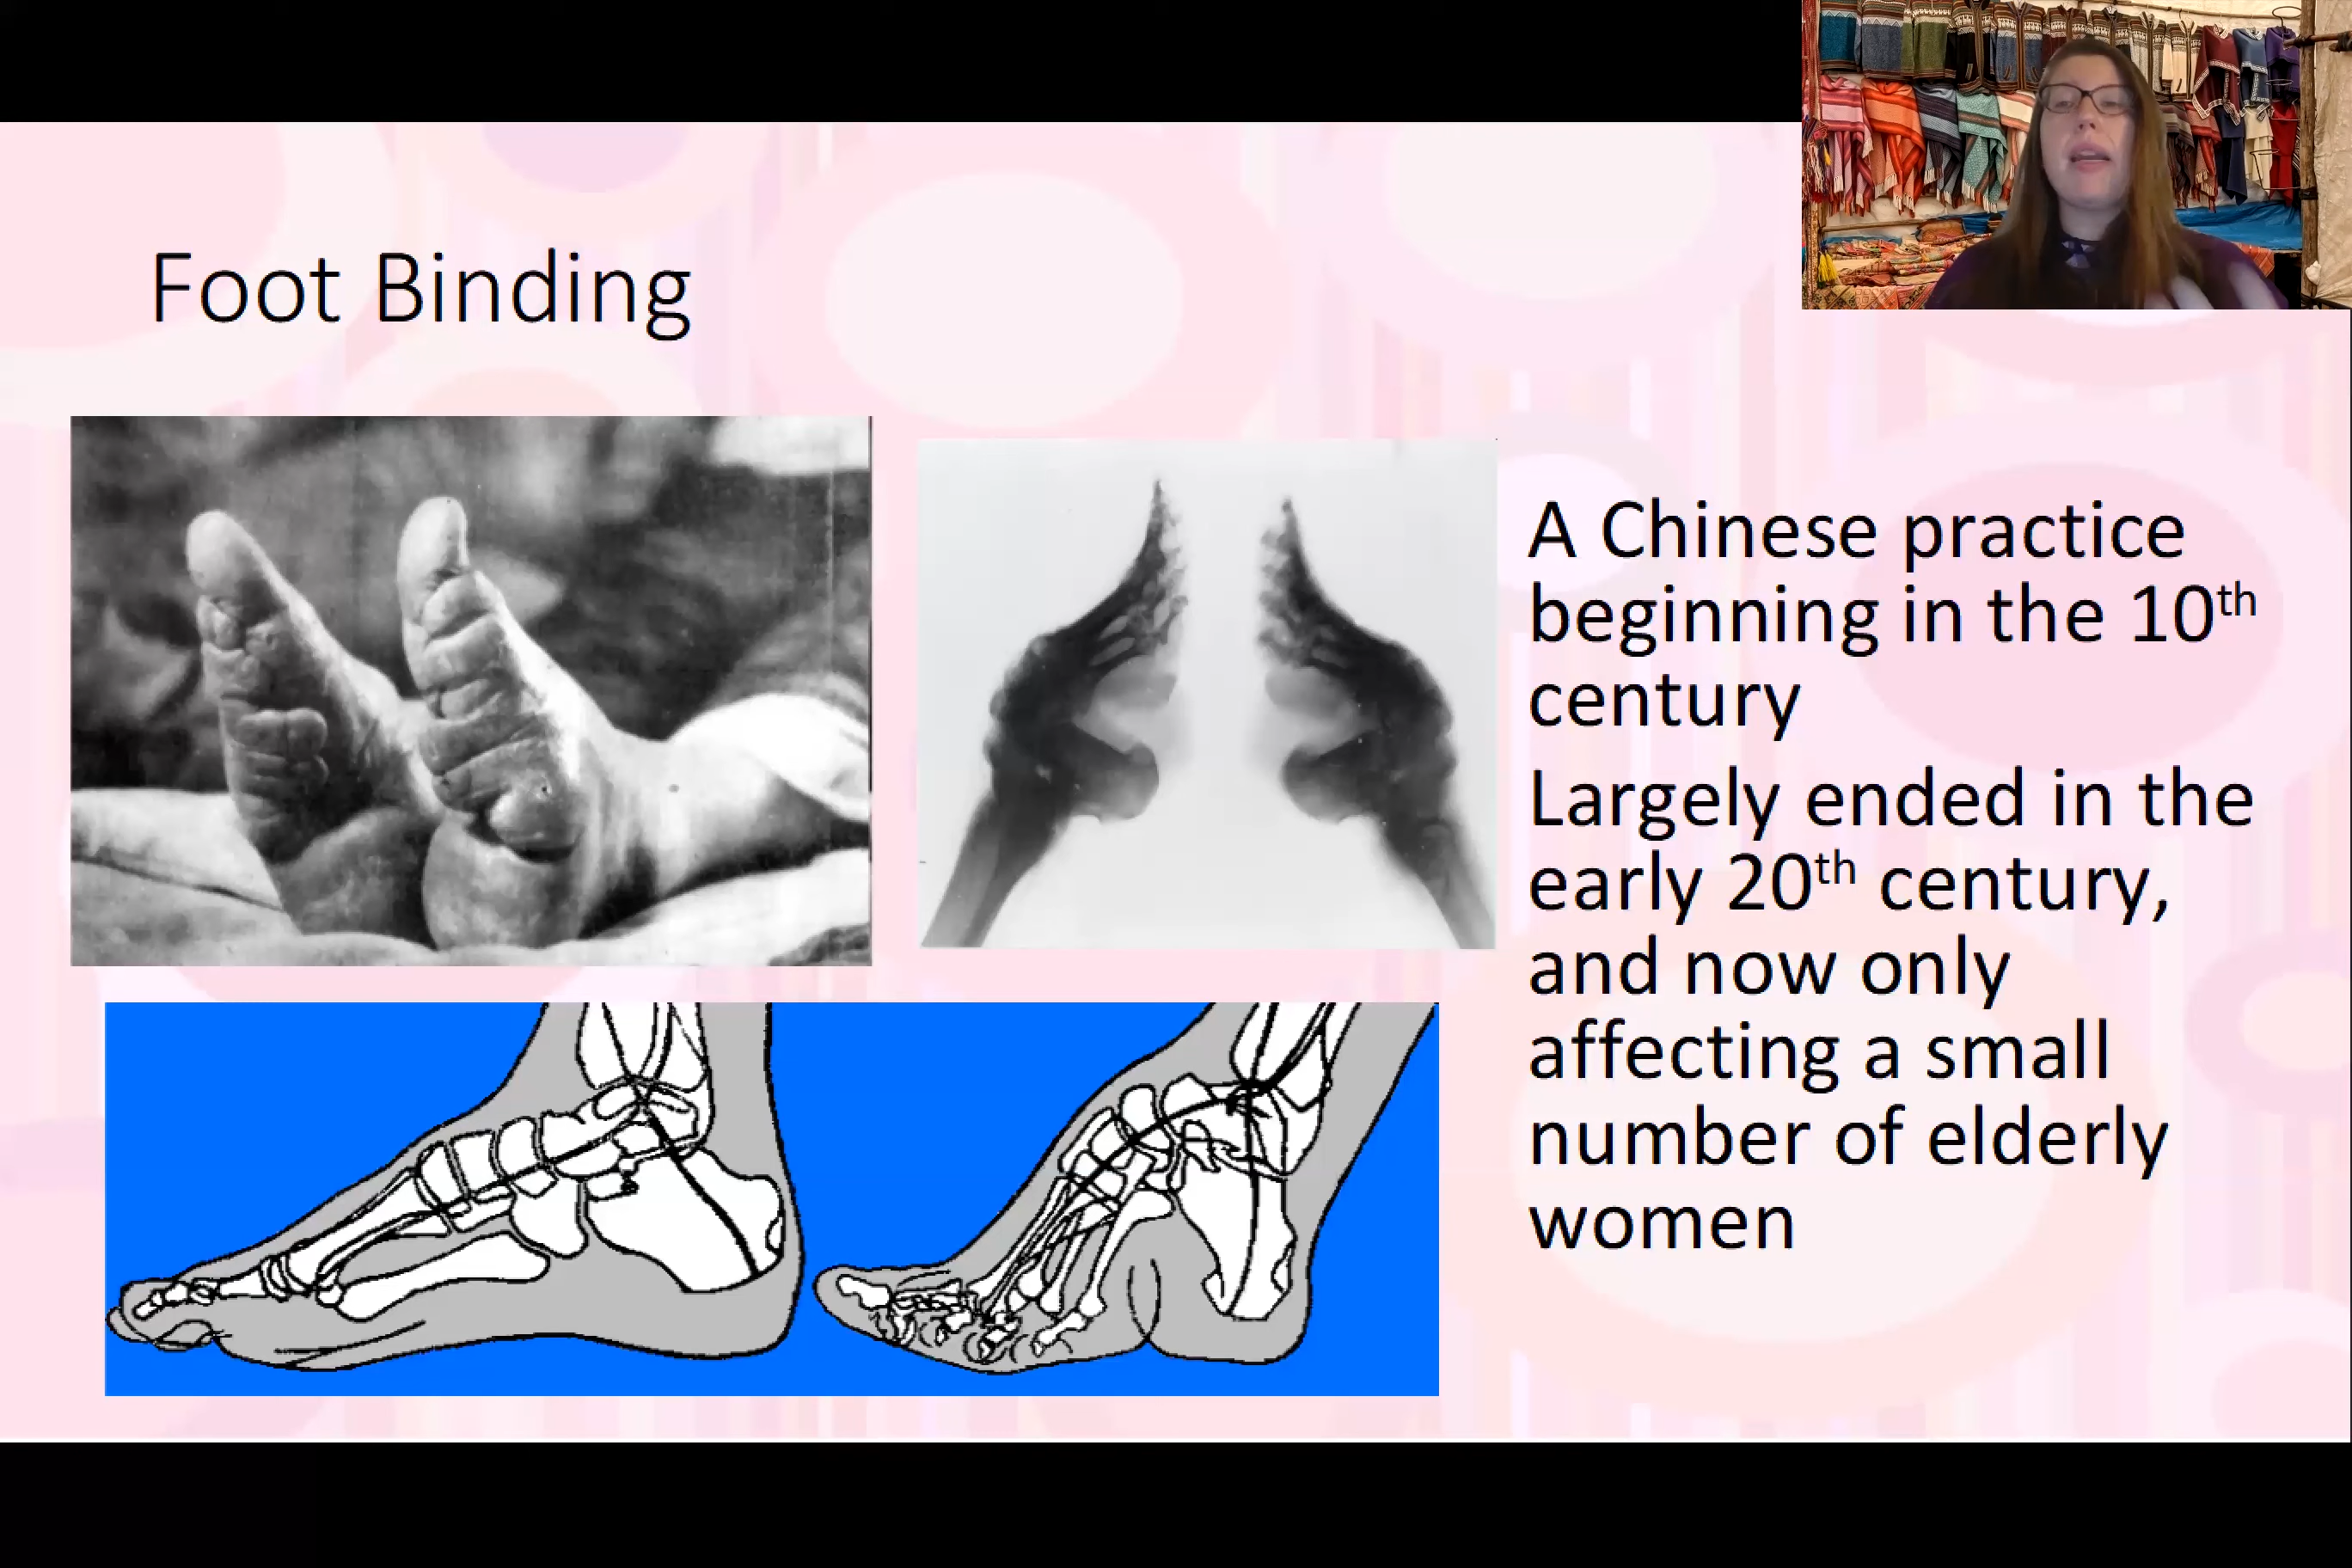 Foot Binding
A Chinese practice
beginning in the 10th
century
Largely ended in the
early 20th century,
and now only
affecting a small
number of elderly
women